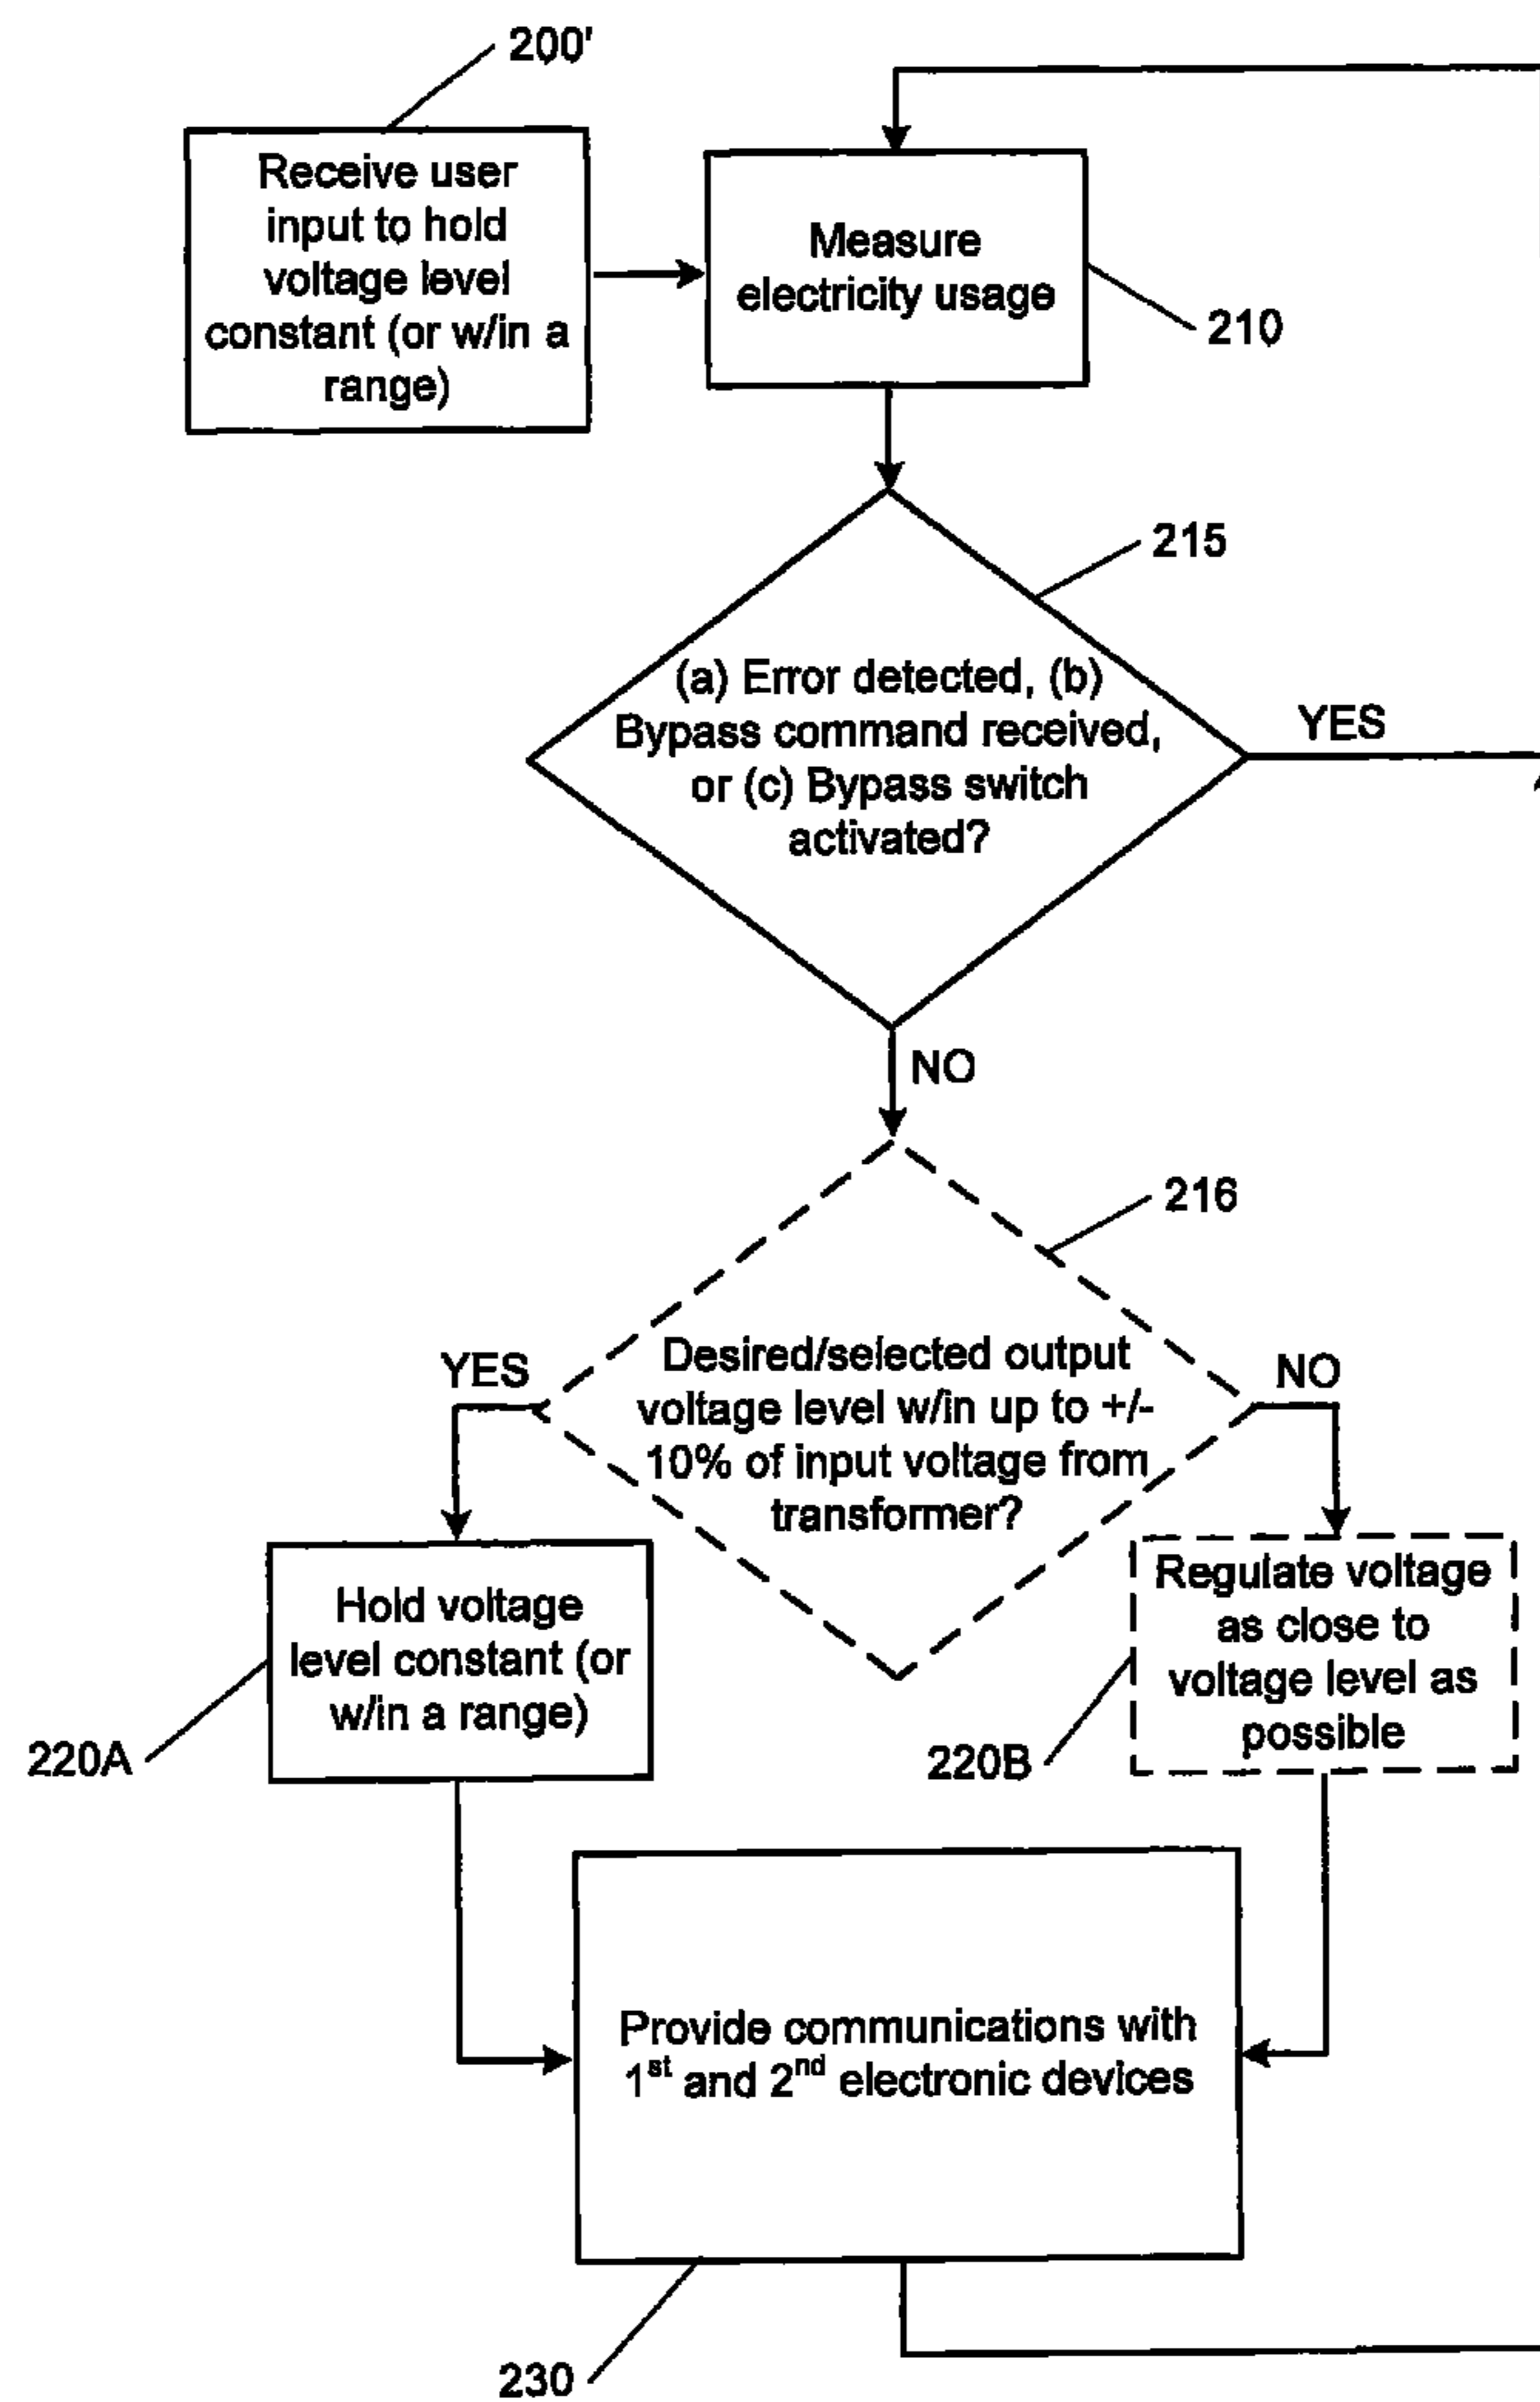 200'
Receive user
input to hold
voltage level
constant (or w/in a
range)
Measure
electricity usage
210
215
(a) Error detected, (b)
Bypass command received,
or (c) Bypass switch
activated?
YES
NO
216
Desired/selected output
voltage level w/in up to +/-
10% of input voltage from
transformer?
YES
NO
Hold voltage
level constant (or
w/in a range)
220A
Regulate voltage
as close to
voltage level as
possible
220B
Provide communications with
1st and 2nd electronic devices
230